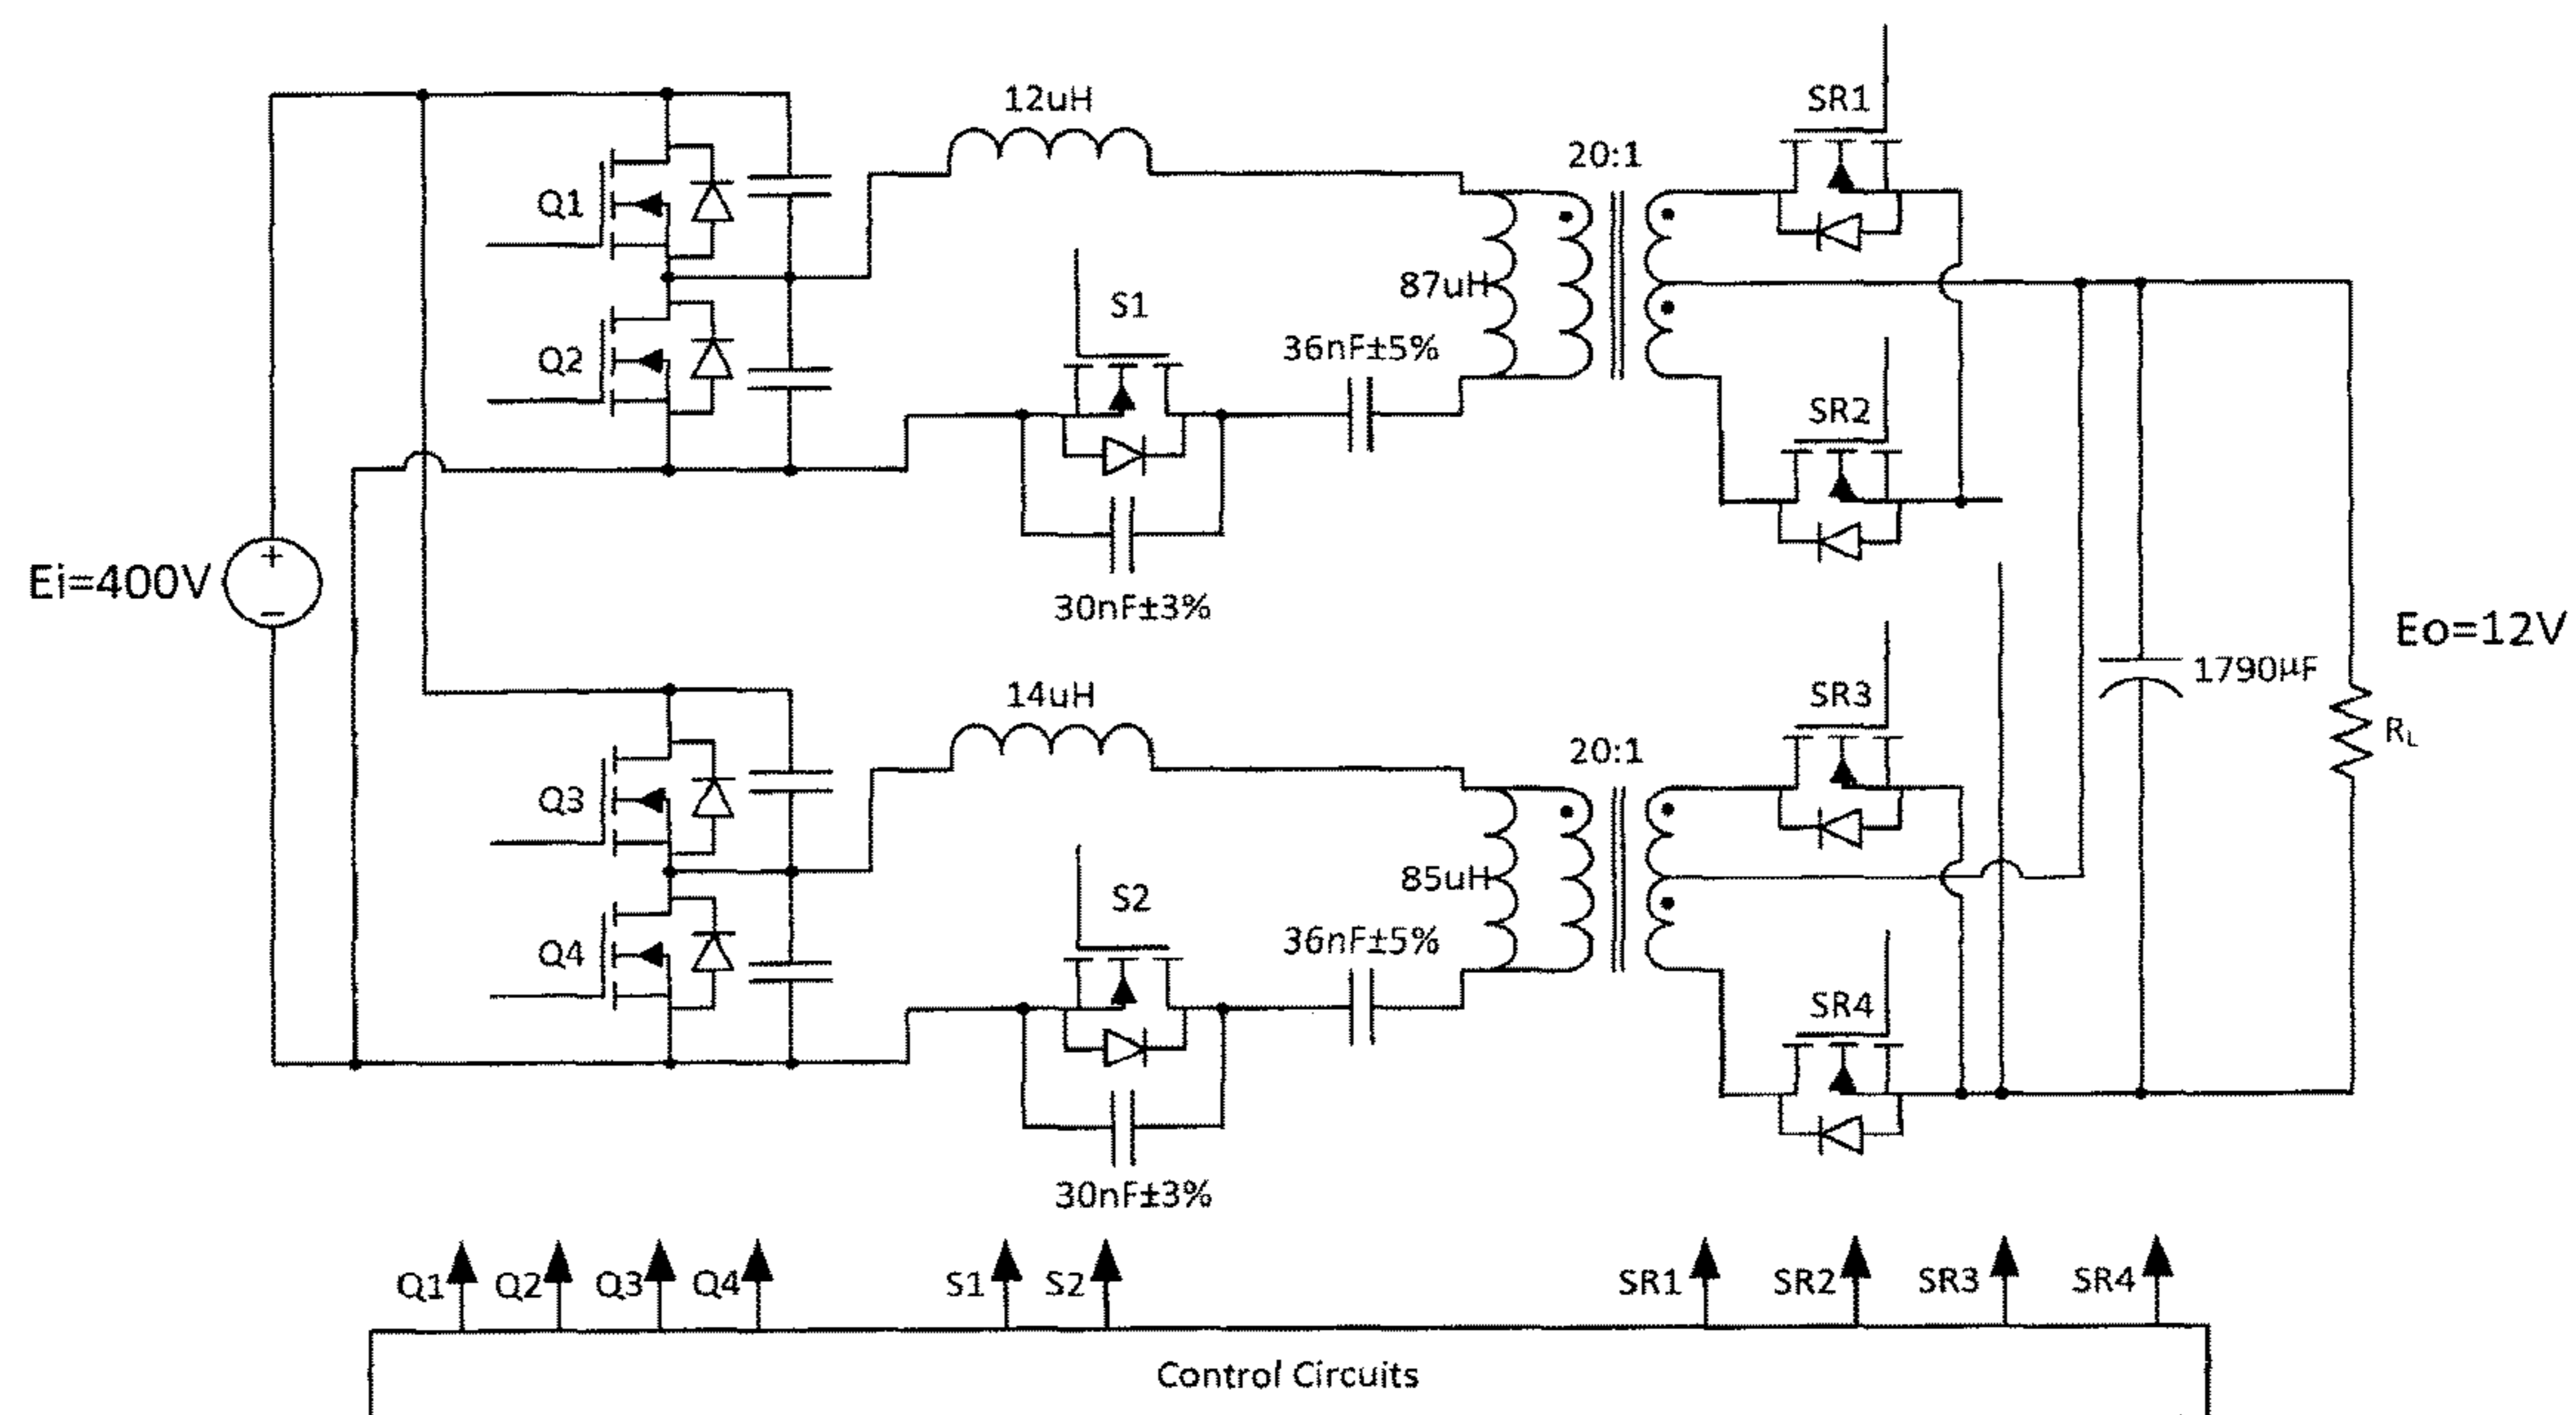 12uH
SR1
20:1
Q1
87uH
S1
36nF±5%
Q2
SR2
30nF±3%
+
−
Ei=400V
Eo=12V
1790µF
RL
14uH
SR3
20:1
Q3
85uH
S2
36nF±5%
Q4
SR4
30nF±3%
Q1 Q2 Q3 Q4 S1 S2 SR1 SR2 SR3 SR4
Control Circuits